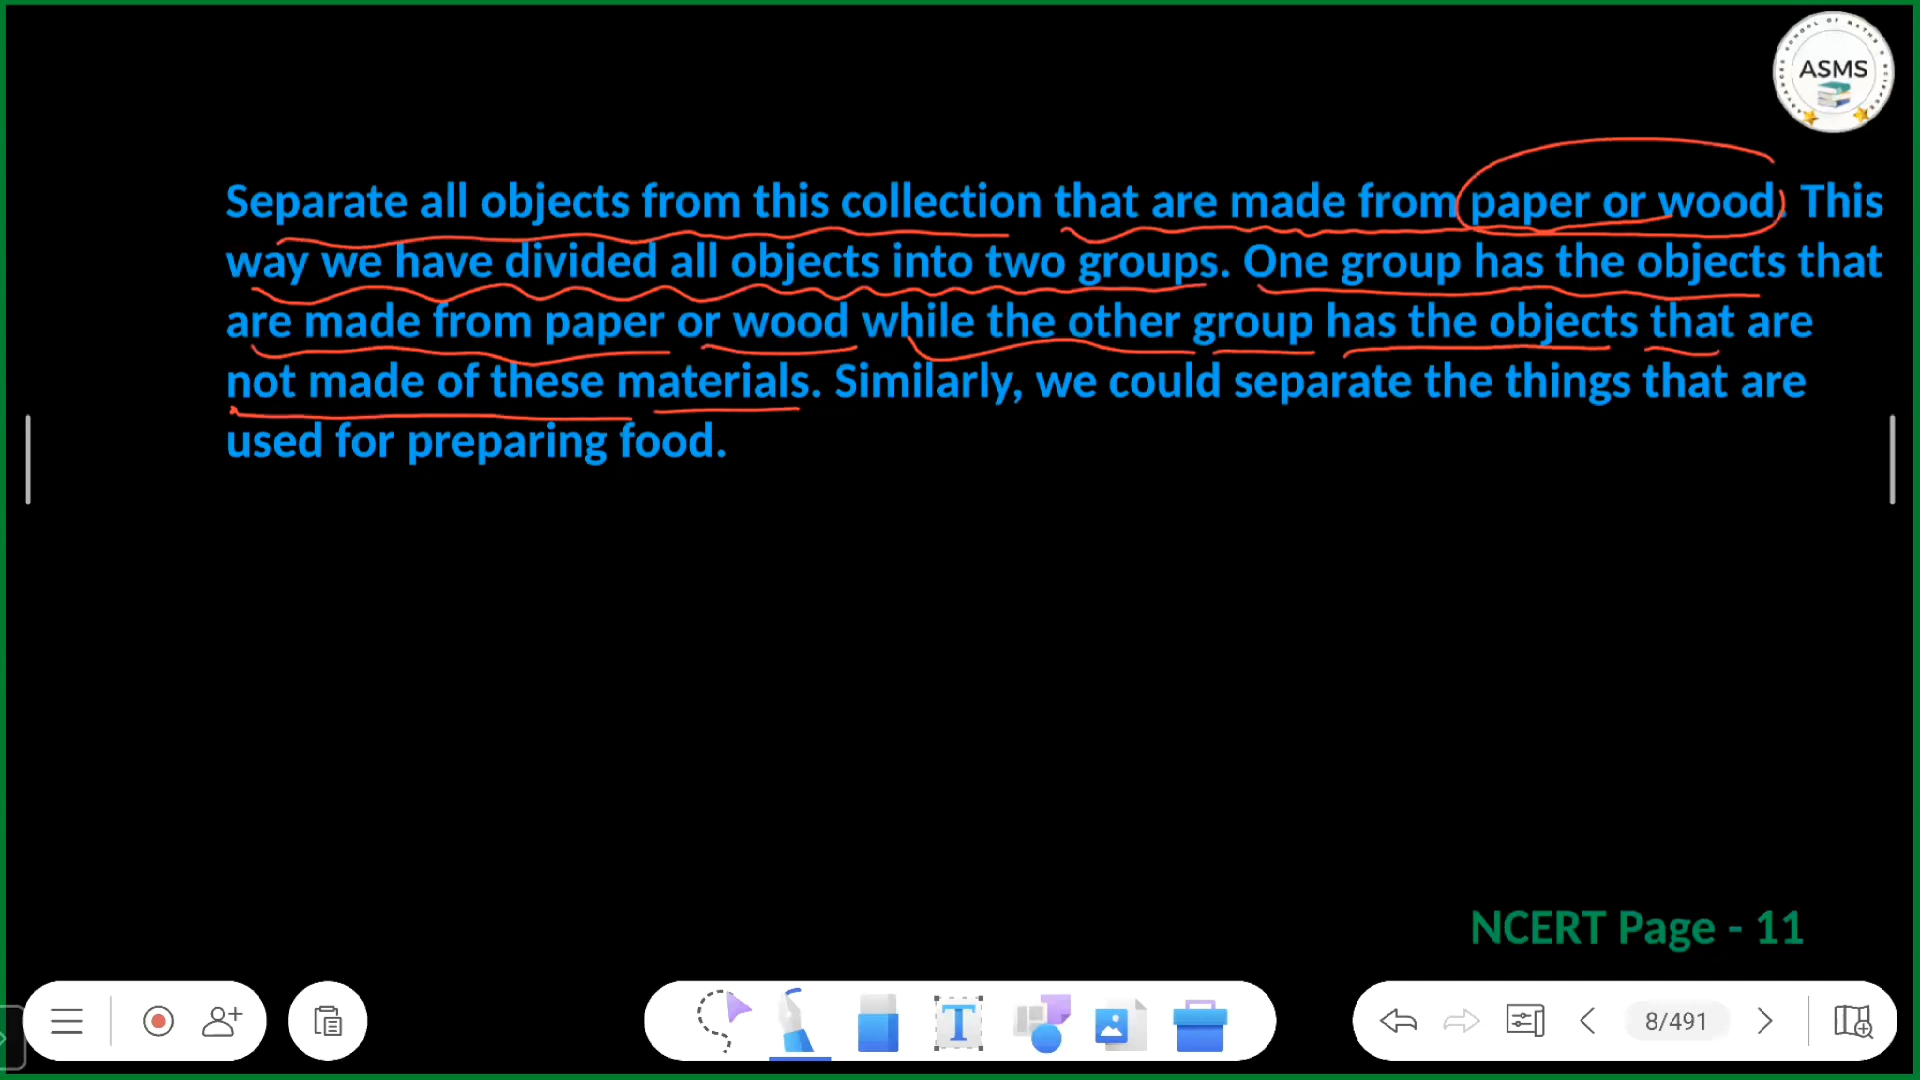 ASMS
Separate all objects from this collection that are made from paper or wood. This
way we have divided all objects into two groups. One group has the objects that
are made from paper or wood while the other group has the objects that are
not made of these materials. Similarly, we could separate the things that are
used for preparing food.
NCERT Page - 11
T
8/491